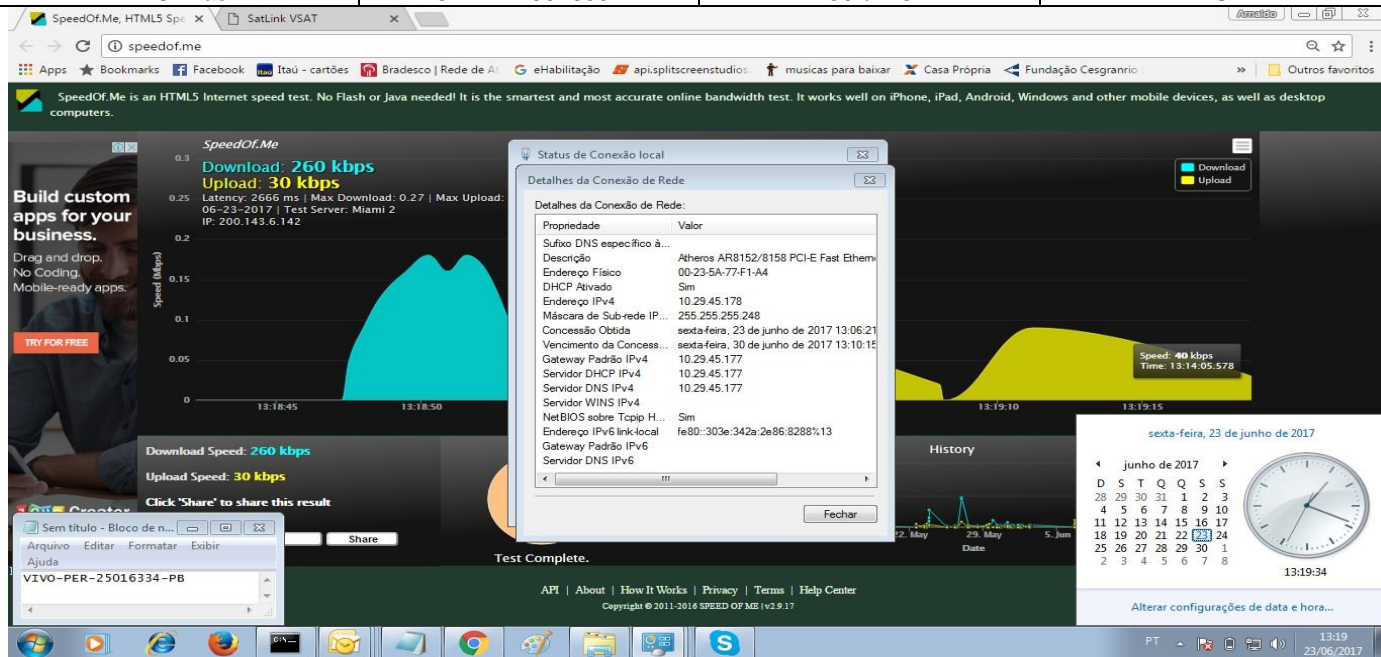 SpeedOf.Me, HTML5 Spe
SatLink VSAT
Arnaldo
speedof.me
Apps
Bookmarks
Facebook
Itaú - cartões
Bradesco | Rede de A
eHabilitação
api.splitscreenstudios.
musicas para baixar
Casa Própria
Fundação Cesgranrio
»
Outros favoritos
SpeedOf.Me is an HTML5 Internet speed test. No Flash or Java needed! It is the smartest and most accurate online bandwidth test. It works well on iPhone, iPad, Android, Windows and other mobile devices, as well as desktop
computers.
Build custom
apps for your
business.
Drag and drop.
No Coding.
Mobile-ready apps.
TRY FOR FREE
Creator
SpeedOf.Me
Download: 260 kbps
Upload: 30 kbps
Latency: 2666 ms | Max Download: 0.27 | Max Upload:
06-23-2017 | Test Server: Miami 2
IP: 200.143.6.142
Download
Upload
Speed (Mbps)
0.3
0.25
0.2
0.15
0.1
0.05
0
13:18:45
13:18:50
13:19:10
13:19:15
Speed: 40 kbps
Time: 13:14:05.578
Status de Conexão local
Detalhes da Conexão de Rede
Detalhes da Conexão de Rede:
Propriedade Valor
Sufixo DNS específico à...
Descrição Atheros AR8152/8158 PCI-E Fast Ethern
Endereço Físico 00-23-5A-77-F1-A4
DHCP Ativado Sim
Endereço IPv4 10.29.45.178
Máscara de Sub-rede IP... 255.255.255.248
Concessão Obtida sexta-feira, 23 de junho de 2017 13:06:21
Vencimento da Concess... sexta-feira, 30 de junho de 2017 13:10:15
Gateway Padrão IPv4 10.29.45.177
Servidor DHCP IPv4 10.29.45.177
Servidor DNS IPv4 10.29.45.177
Servidor WINS IPv4
NetBIOS sobre Tcpip H... Sim
Endereço IPv6 link-local fe80::303e:342a:2e86:8288%13
Gateway Padrão IPv6
Servidor DNS IPv6
Fechar
Download Speed: 260 kbps
Upload Speed: 30 kbps
Click 'Share' to share this result
Share
Test Complete.
History
22. May
29. May
5. Jun
Date
API | About | How It Works | Privacy | Terms | Help Center
Copyright © 2011-2016 SPEED OF ME | v2.9.17
Sem título - Bloco de n...
Arquivo Editar Formatar Exibir
Ajuda
VIVO-PER-25016334-PB
sexta-feira, 23 de junho de 2017
junho de 2017
D S T Q Q S S
28 29 30 31 1 2 3
4 5 6 7 8 9 10
11 12 13 14 15 16 17
18 19 20 21 22 23 24
25 26 27 28 29 30 1
2 3 4 5 6 7 8
13:19:34
Alterar configurações de data e hora...
PT
13:19
23/06/2017